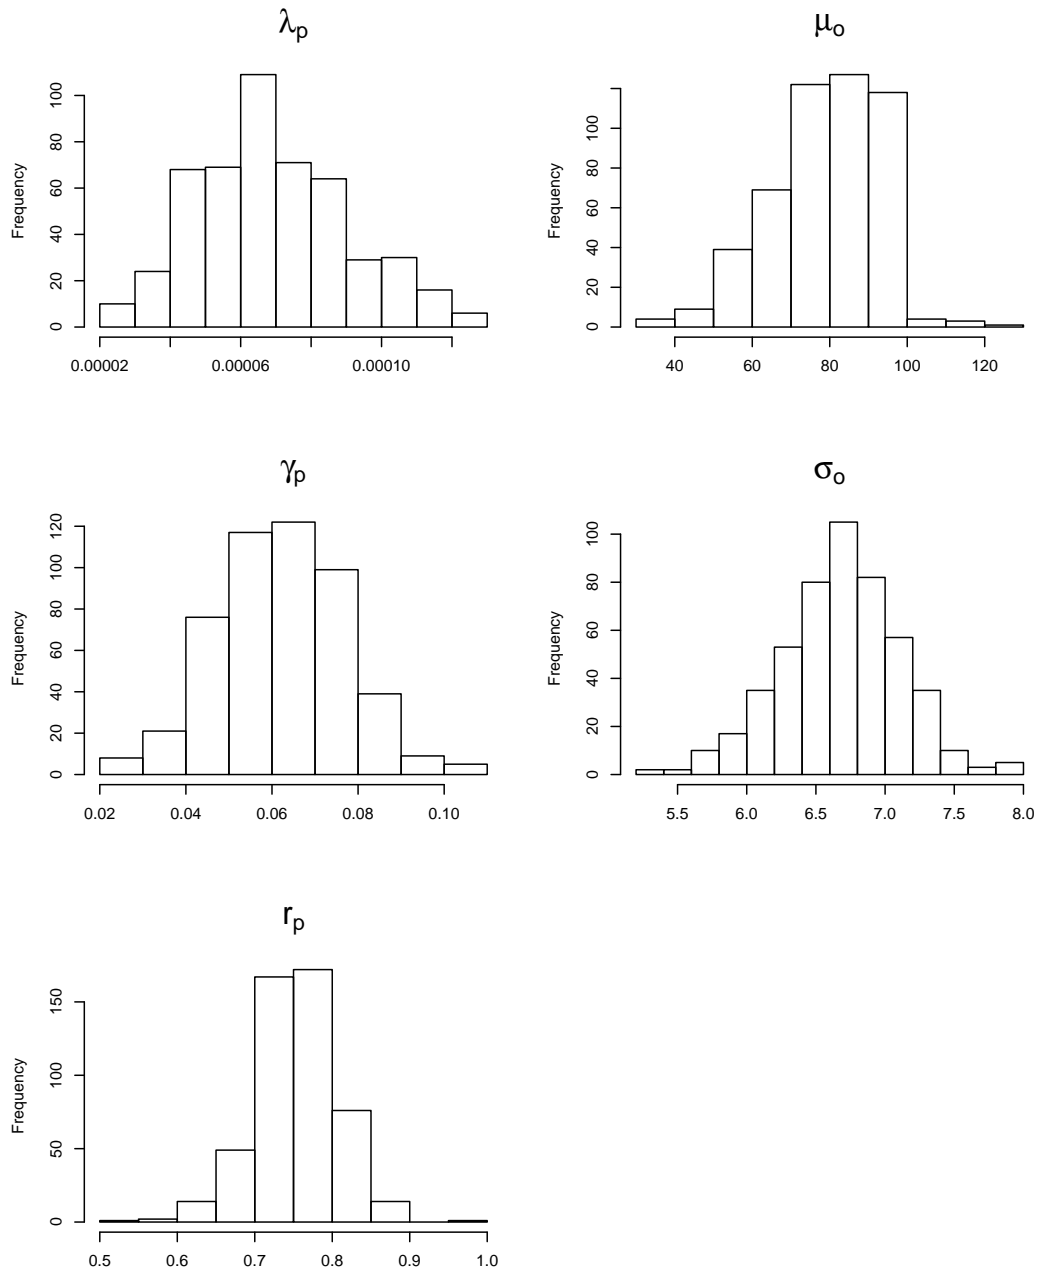 λp
Frequency
0 20 40 60 80 100
0.00002 0.00006 0.00010
μo
Frequency
0 20 40 60 80 100
40 60 80 100 120
γp
Frequency
0 20 40 60 80 100 120
0.02 0.04 0.06 0.08 0.10
σo
Frequency
0 20 40 60 80 100
5.5 6.0 6.5 7.0 7.5 8.0
rp
Frequency
0 50 100 150
0.5 0.6 0.7 0.8 0.9 1.0